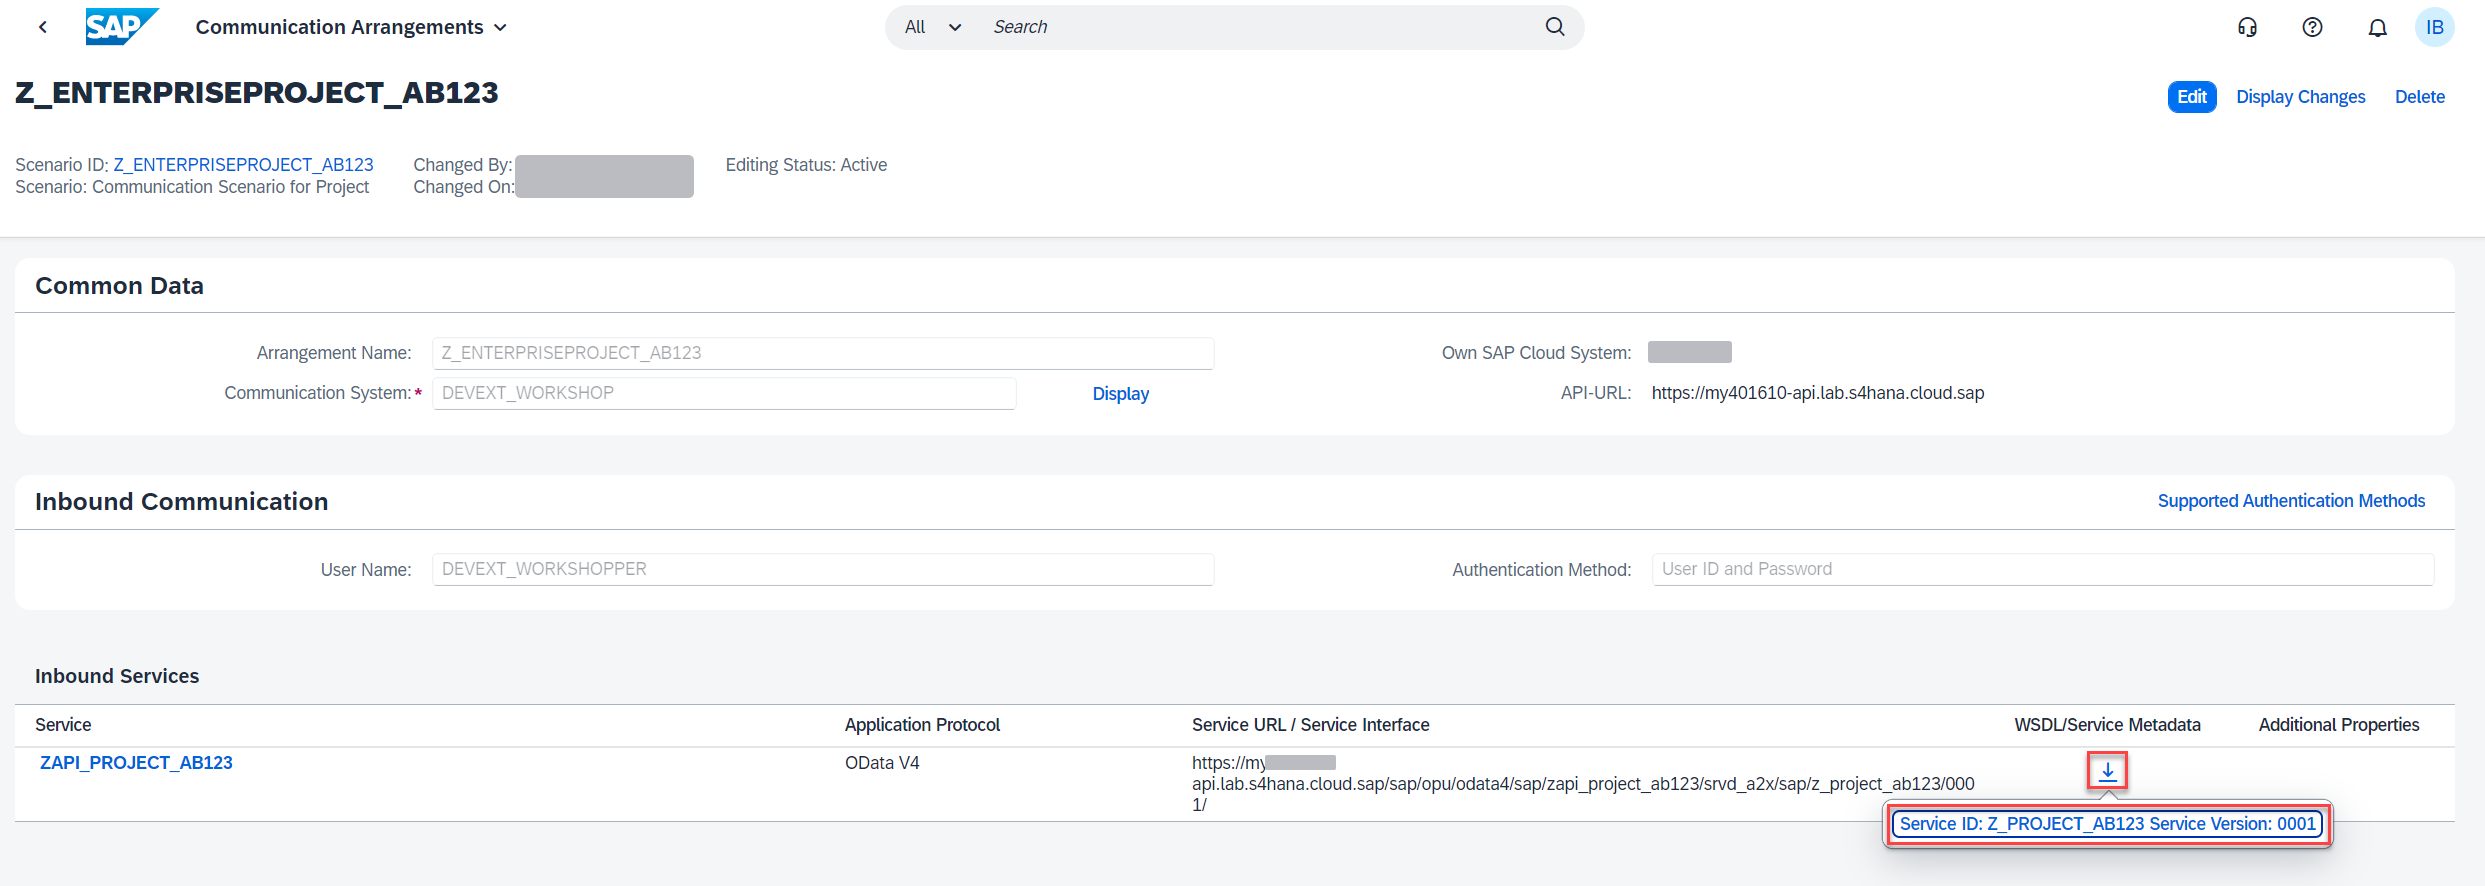 SAP Communication Arrangements All Search IB
Z_ENTERPRISEPROJECT_AB123
Edit Display Changes Delete
Scenario ID: Z_ENTERPRISEPROJECT_AB123 Changed By: Editing Status: Active
Scenario: Communication Scenario for Project Changed On:
Common Data
Arrangement Name: Z_ENTERPRISEPROJECT_AB123 Own SAP Cloud System:
Communication System:* DEVEXT_WORKSHOP Display API-URL: https://my401610-api.lab.s4hana.cloud.sap
Inbound Communication Supported Authentication Methods
User Name: DEVEXT_WORKSHOPPER Authentication Method: User ID and Password
Inbound Services
Service Application Protocol Service URL / Service Interface WSDL/Service Metadata Additional Properties
ZAPI_PROJECT_AB123 OData V4 https://my
api.lab.s4hana.cloud.sap/sap/opu/odata4/sap/zapi_project_ab123/srvd_a2x/sap/z_project_ab123/000
1/
Service ID: Z_PROJECT_AB123 Service Version: 0001